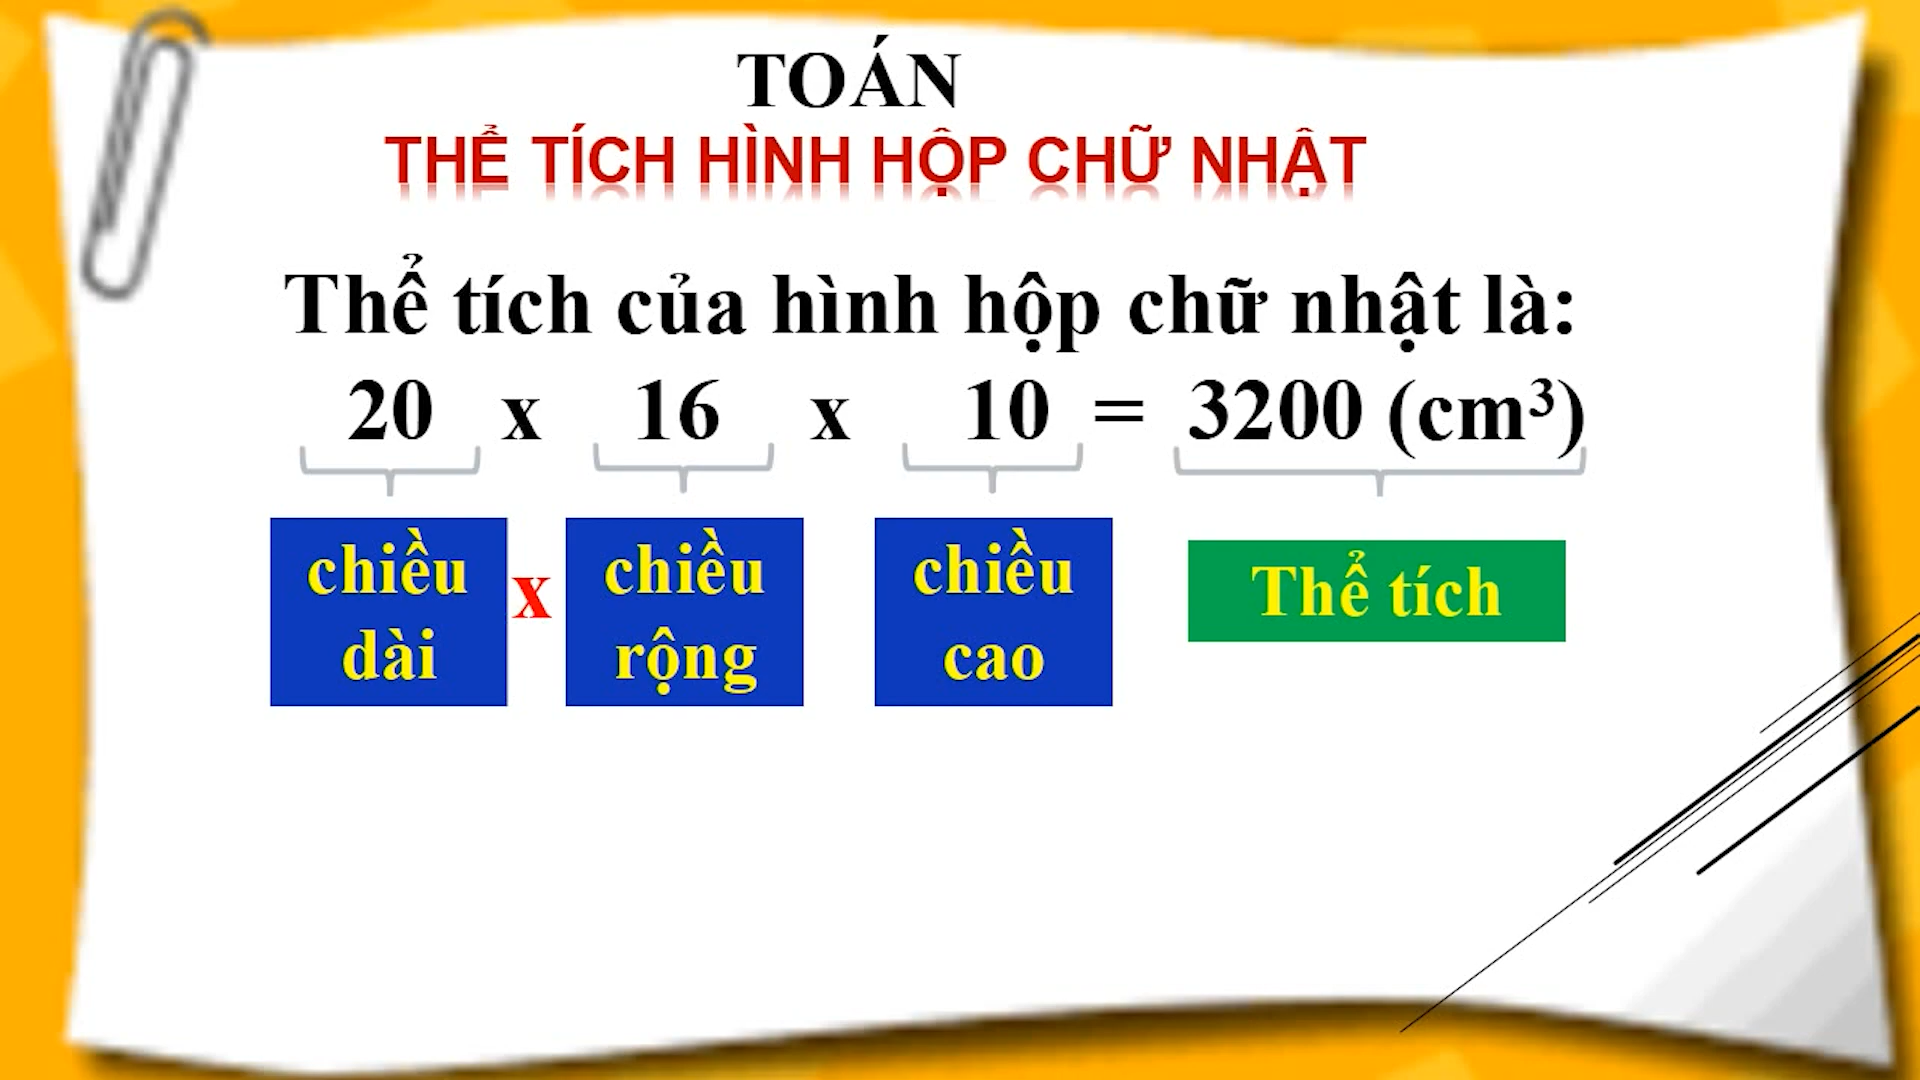 TOÁN
THỂ TÍCH HÌNH HỘP CHỮ NHẬT
Thể tích của hình hộp chữ nhật là:
20 x 16 x 10 = 3200 (cm³)
chiều dài x chiều rộng chiều cao Thể tích